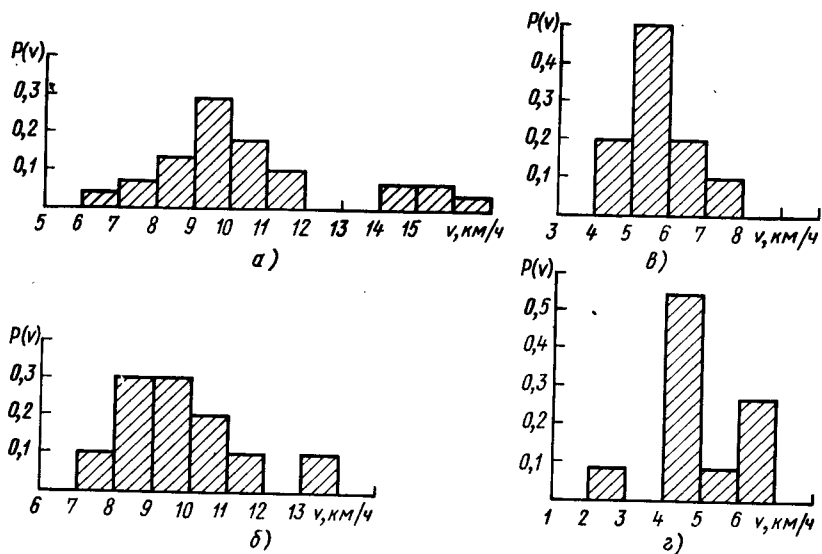 P(v)
0,3
0,2
0,1
5 6 7 8 9 10 11 12 13 14 15 v, км/ч
а)
P(v)
0,4
0,3
0,2
0,1
3 4 5 6 7 8 v, км/ч
в)
P(v)
0,3
0,2
0,1
6 7 8 9 10 11 12 13 v, км/ч
б)
P(v)
0,5
0,4
0,3
0,2
0,1
1 2 3 4 5 6 v, км/ч
г)